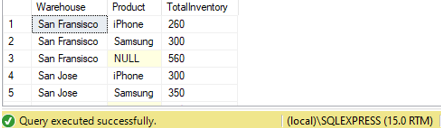 Warehouse Product TotalInventory
1 San Fransisco iPhone 260
2 San Fransisco Samsung 300
3 San Fransisco NULL 560
4 San Jose iPhone 300
5 San Jose Samsung 350
Query executed successfully. (local)\SQLEXPRESS (15.0 RTM)